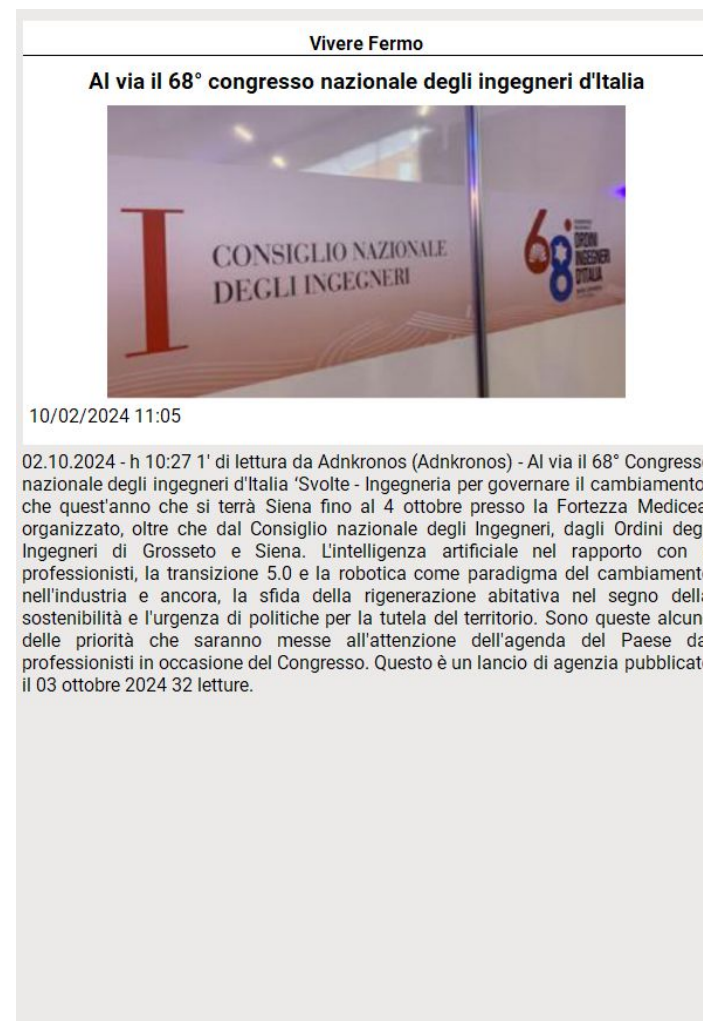 Vivere Fermo
Al via il 68° congresso nazionale degli ingegneri d'Italia
I
CONSIGLIO NAZIONALE
DEGLI INGEGNERI
68°
ORDINI
INGEGNERI
D'ITALIA
10/02/2024 11:05
02.10.2024 - h 10:27 1' di lettura da Adnkronos (Adnkronos) - Al via il 68° Congresso
nazionale degli ingegneri d'Italia ‘Svolte - Ingegneria per governare il cambiamento
che quest'anno che si terrà Siena fino al 4 ottobre presso la Fortezza Medicea
organizzato, oltre che dal Consiglio nazionale degli Ingegneri, dagli Ordini deg
Ingegneri di Grosseto e Siena. L'intelligenza artificiale nel rapporto con
professionisti, la transizione 5.0 e la robotica come paradigma del cambiamento
nell'industria e ancora, la sfida della rigenerazione abitativa nel segno della
sostenibilità e l'urgenza di politiche per la tutela del territorio. Sono queste alcun
delle priorità che saranno messe all'attenzione dell'agenda del Paese da
professionisti in occasione del Congresso. Questo è un lancio di agenzia pubblicato
il 03 ottobre 2024 32 letture.